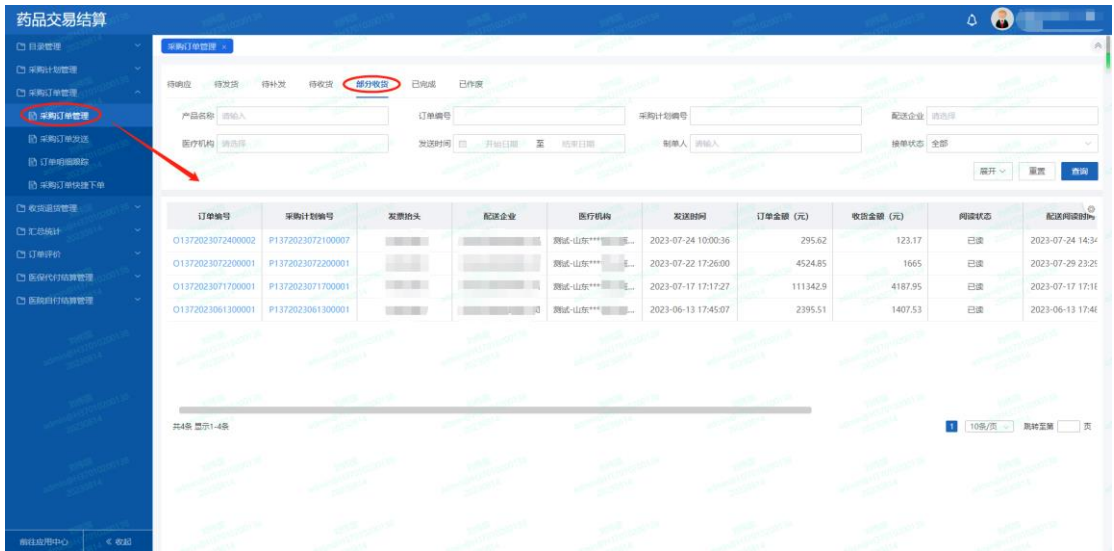 药品交易结算
目录管理
采购计划管理
采购订单管理
采购订单管理
采购订单发送
订单明细跟踪
采购订单快捷下单
收货退货管理
汇总统计
订单评价
医保代付结算管理
医院自付结算管理
前往应用中心 « 收起
采购订单管理 ×
待响应 待发货 待补发 待收货 部分收货 已完成 已作废
产品名称 请输入 订单编号 采购计划编号 配送企业 请选择
医疗机构 请选择 发送时间 开始日期 至 结束日期 制单人 请输入 接单状态 全部
展开 重置 查询
订单编号 采购计划编号 发票抬头 配送企业 医疗机构 发送时间 订单金额（元） 收货金额（元） 阅读状态 配送阅读时间
O1372023072400002 P1372023072100007 测试-山东*** 2023-07-24 10:00:36 295.62 123.17 已读 2023-07-24 14:34
O1372023072200001 P1372023072200001 测试-山东*** 2023-07-22 17:26:00 4524.85 1665 已读 2023-07-29 23:29
O1372023071700001 P1372023071700001 测试-山东*** 2023-07-17 17:17:27 111342.9 4187.95 已读 2023-07-17 17:18
O1372023061300001 P1372023061300001 测试-山东*** 2023-06-13 17:45:07 2395.51 1407.53 已读 2023-06-13 17:48
共4条 显示1-4条 1 10条/页 跳转至第 页